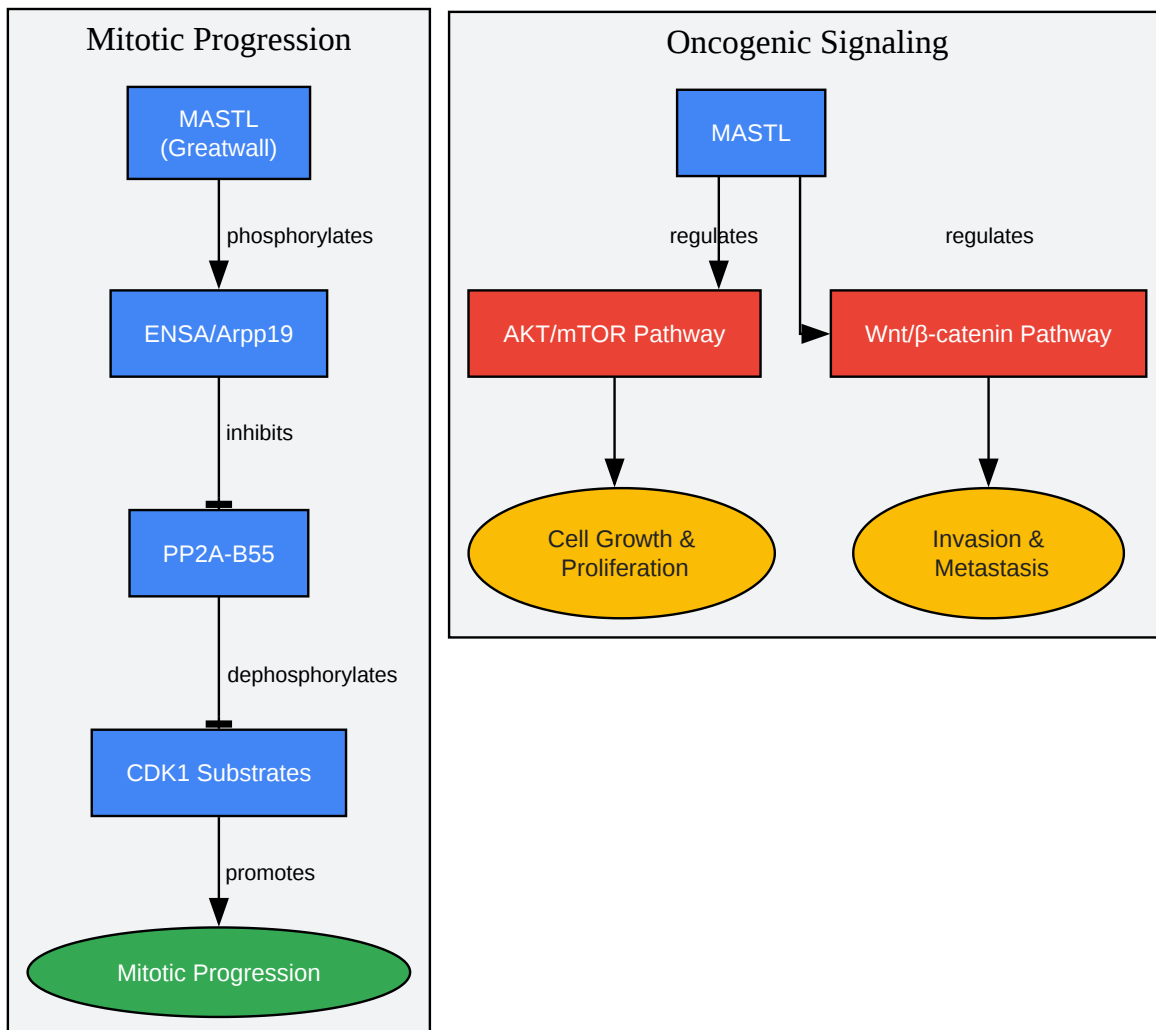 Mitotic Progression
MASTL
(Greatwall)
phosphorylates
ENSA/Arpp19
inhibits
PP2A-B55
dephosphorylates
CDK1 Substrates
promotes
Mitotic Progression
Oncogenic Signaling
MASTL
regulates
regulates
AKT/mTOR Pathway
Wnt/β-catenin Pathway
Cell Growth &
Proliferation
Invasion &
Metastasis